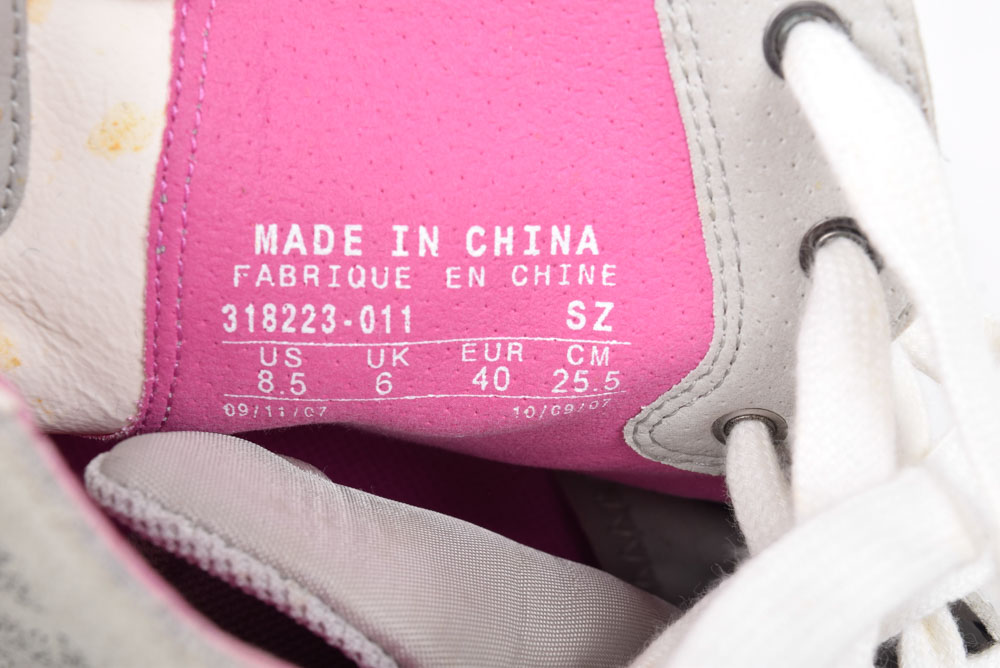 MADE IN CHINA
FABRIQUE EN CHINE
318223-011 SZ
US UK EUR CM
8.5 6 40 25.5
09/11/07 10/09/07